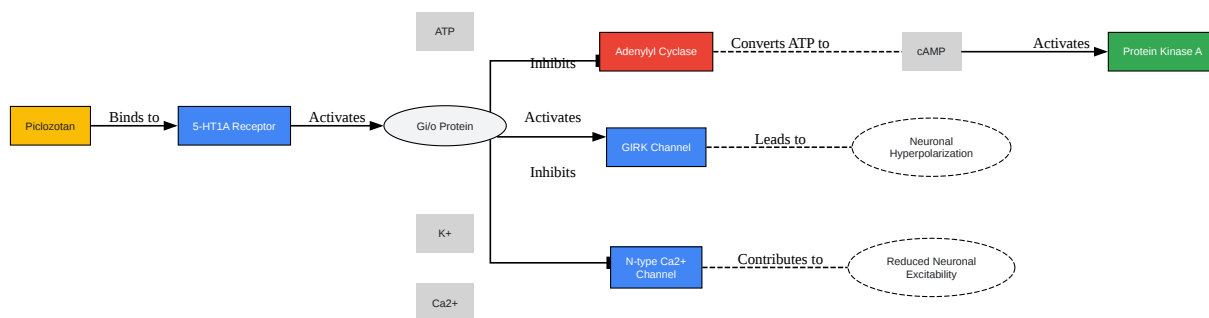 ATP
Inhibits
Adenylyl Cyclase
Converts ATP to
cAMP
Activates
Protein Kinase A
Piclozotan
Binds to
5-HT1A Receptor
Activates
Gi/o Protein
Activates
GIRK Channel
Leads to
Neuronal
Hyperpolarization
Inhibits
K+
N-type Ca2+
Channel
Contributes to
Reduced Neuronal
Excitability
Ca2+